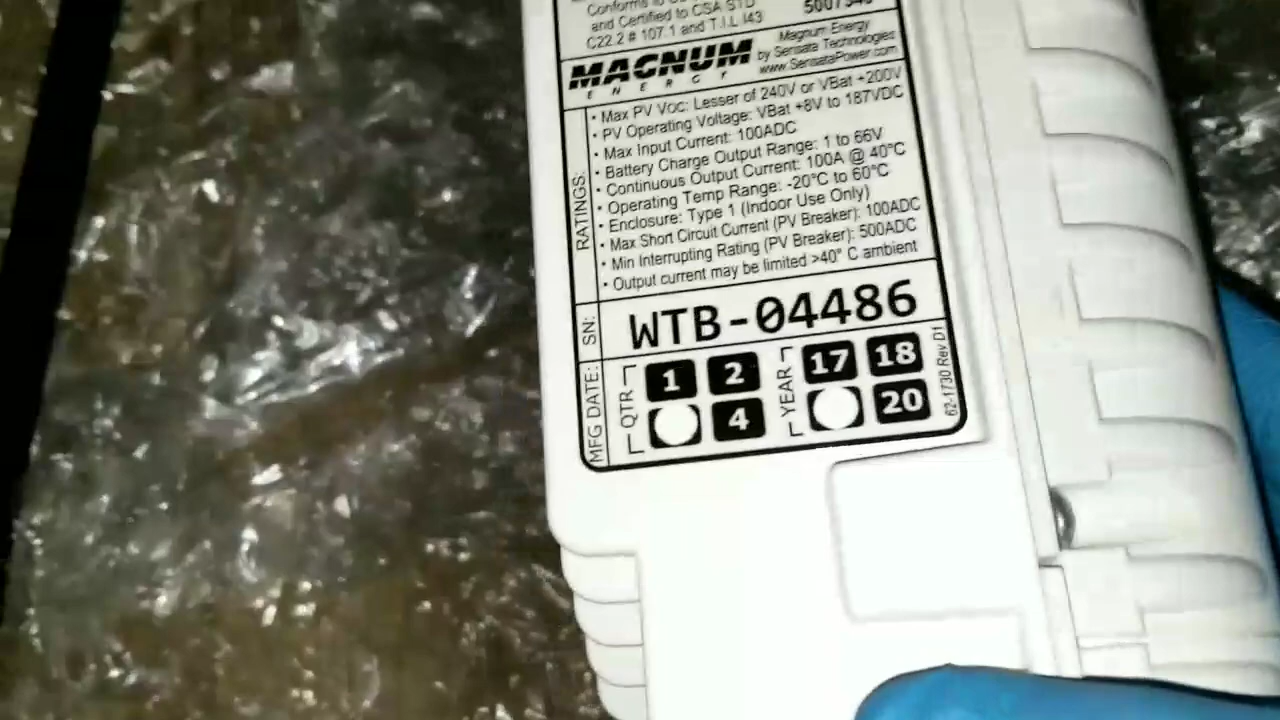 Conforms to
and Certified to CSA STD
C22.2 # 107.1 and T.I.L I43
MAGNUM
ENERGY
Magnum Energy
by Sensata Technologies
www.SensataPower.com
RATINGS:
• Max PV Voc: Lesser of 240V or VBat +200V
• PV Operating Voltage: VBat +8V to 187VDC
• Max Input Current: 100ADC
• Battery Charge Output Range: 1 to 66V
• Continuous Output Current: 100A @ 40°C
• Operating Temp Range: -20°C to 60°C
• Enclosure: Type 1 (Indoor Use Only)
• Max Short Circuit Current (PV Breaker): 100ADC
• Min Interrupting Rating (PV Breaker): 500ADC
• Output current may be limited >40° C ambient
SN:
WTB-04486
MFG DATE:
QTR
1 2
4
YEAR
17 18
20
62-1730 Rev D1